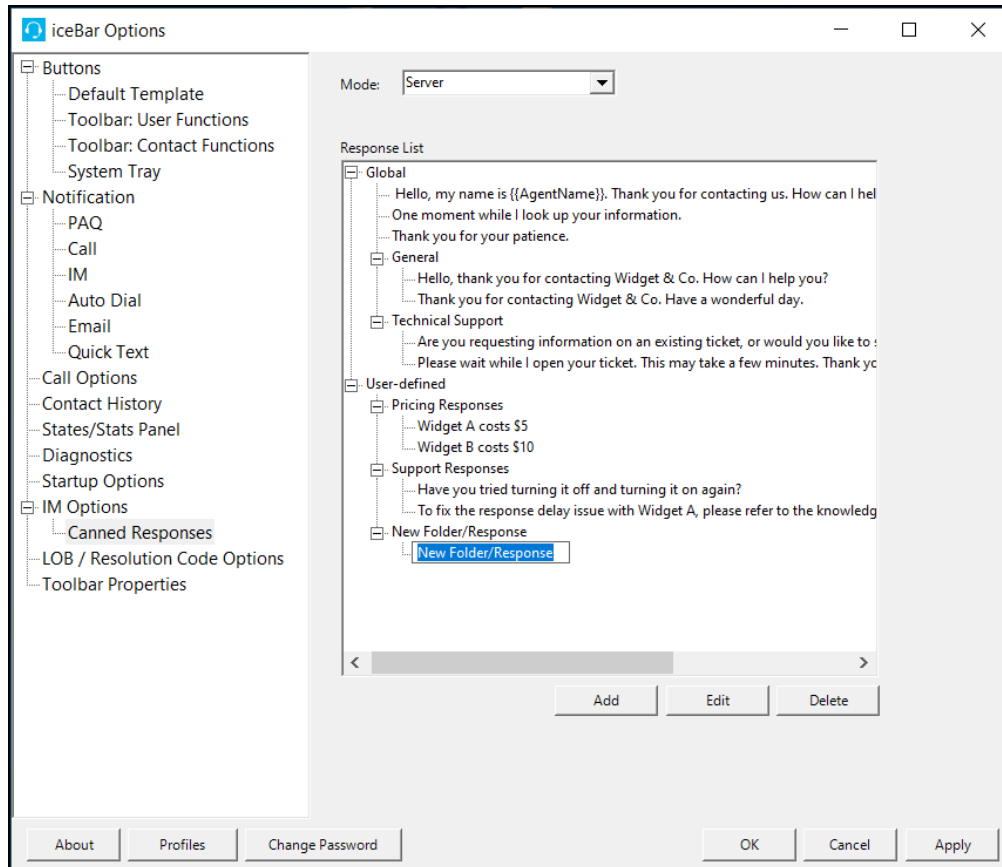 iceBar Options
Buttons
Default Template
Toolbar: User Functions
Toolbar: Contact Functions
System Tray
Notification
PAQ
Call
IM
Auto Dial
Email
Quick Text
Call Options
Contact History
States/Stats Panel
Diagnostics
Startup Options
IM Options
Canned Responses
LOB / Resolution Code Options
Toolbar Properties
Mode: Server
Response List
Global
Hello, my name is {{AgentName}}. Thank you for contacting us. How can I hel
One moment while I look up your information.
Thank you for your patience.
General
Hello, thank you for contacting Widget & Co. How can I help you?
Thank you for contacting Widget & Co. Have a wonderful day.
Technical Support
Are you requesting information on an existing ticket, or would you like to s
Please wait while I open your ticket. This may take a few minutes. Thank yo
User-defined
Pricing Responses
Widget A costs $5
Widget B costs $10
Support Responses
Have you tried turning it off and turning it on again?
To fix the response delay issue with Widget A, please refer to the knowledg
New Folder/Response
New Folder/Response
Add Edit Delete
About Profiles Change Password OK Cancel Apply